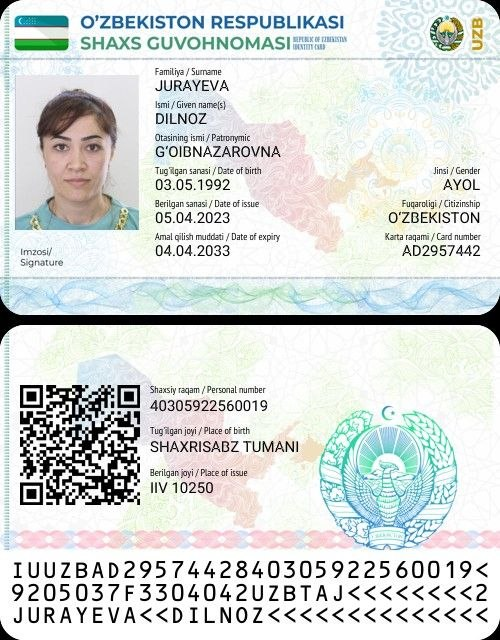 O‘ZBEKISTON RESPUBLIKASI
SHAXS GUVOHNOMASI REPUBLIC OF UZBEKISTAN IDENTITY CARD
UZB
Familiya / Surname
JURAYEVA
Ismi / Given name(s)
DILNOZ
Otasining ismi / Patronymic
G‘OIBNAZAROVNA
Tug‘ilgan sanasi / Date of birth
03.05.1992
Jinsi / Gender
AYOL
Berilgan sanasi / Date of issue
05.04.2023
Fuqaroligi / Citizenship
O‘ZBEKISTON
Amal qilish muddati / Date of expiry
04.04.2033
Karta raqami / Card number
AD2957442
Imzosi/
Signature
Shaxsiy raqam / Personal number
40305922560019
Tug‘ilgan joyi / Place of birth
SHAXRISABZ TUMANI
Berilgan joyi / Place of issue
IIV 10250
IUUZBAD2957442840305922560019<
9205037F3304042UZBTAJ<<<<<<<2
JURAYEVA<<DILNOZ<<<<<<<<<<<<<<